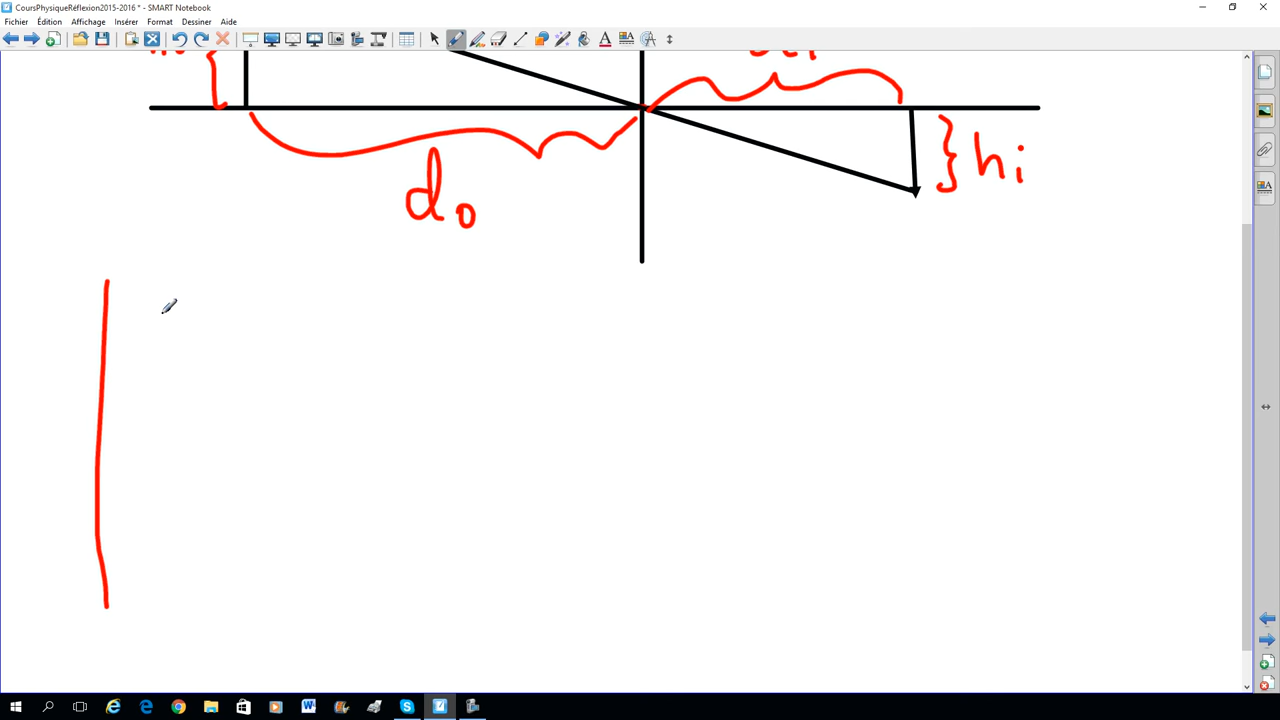 CoursPhysiqueRéflexion2015-2016 * - SMART Notebook
Fichier Édition Affichage Insérer Format Dessiner Aide
hi
do